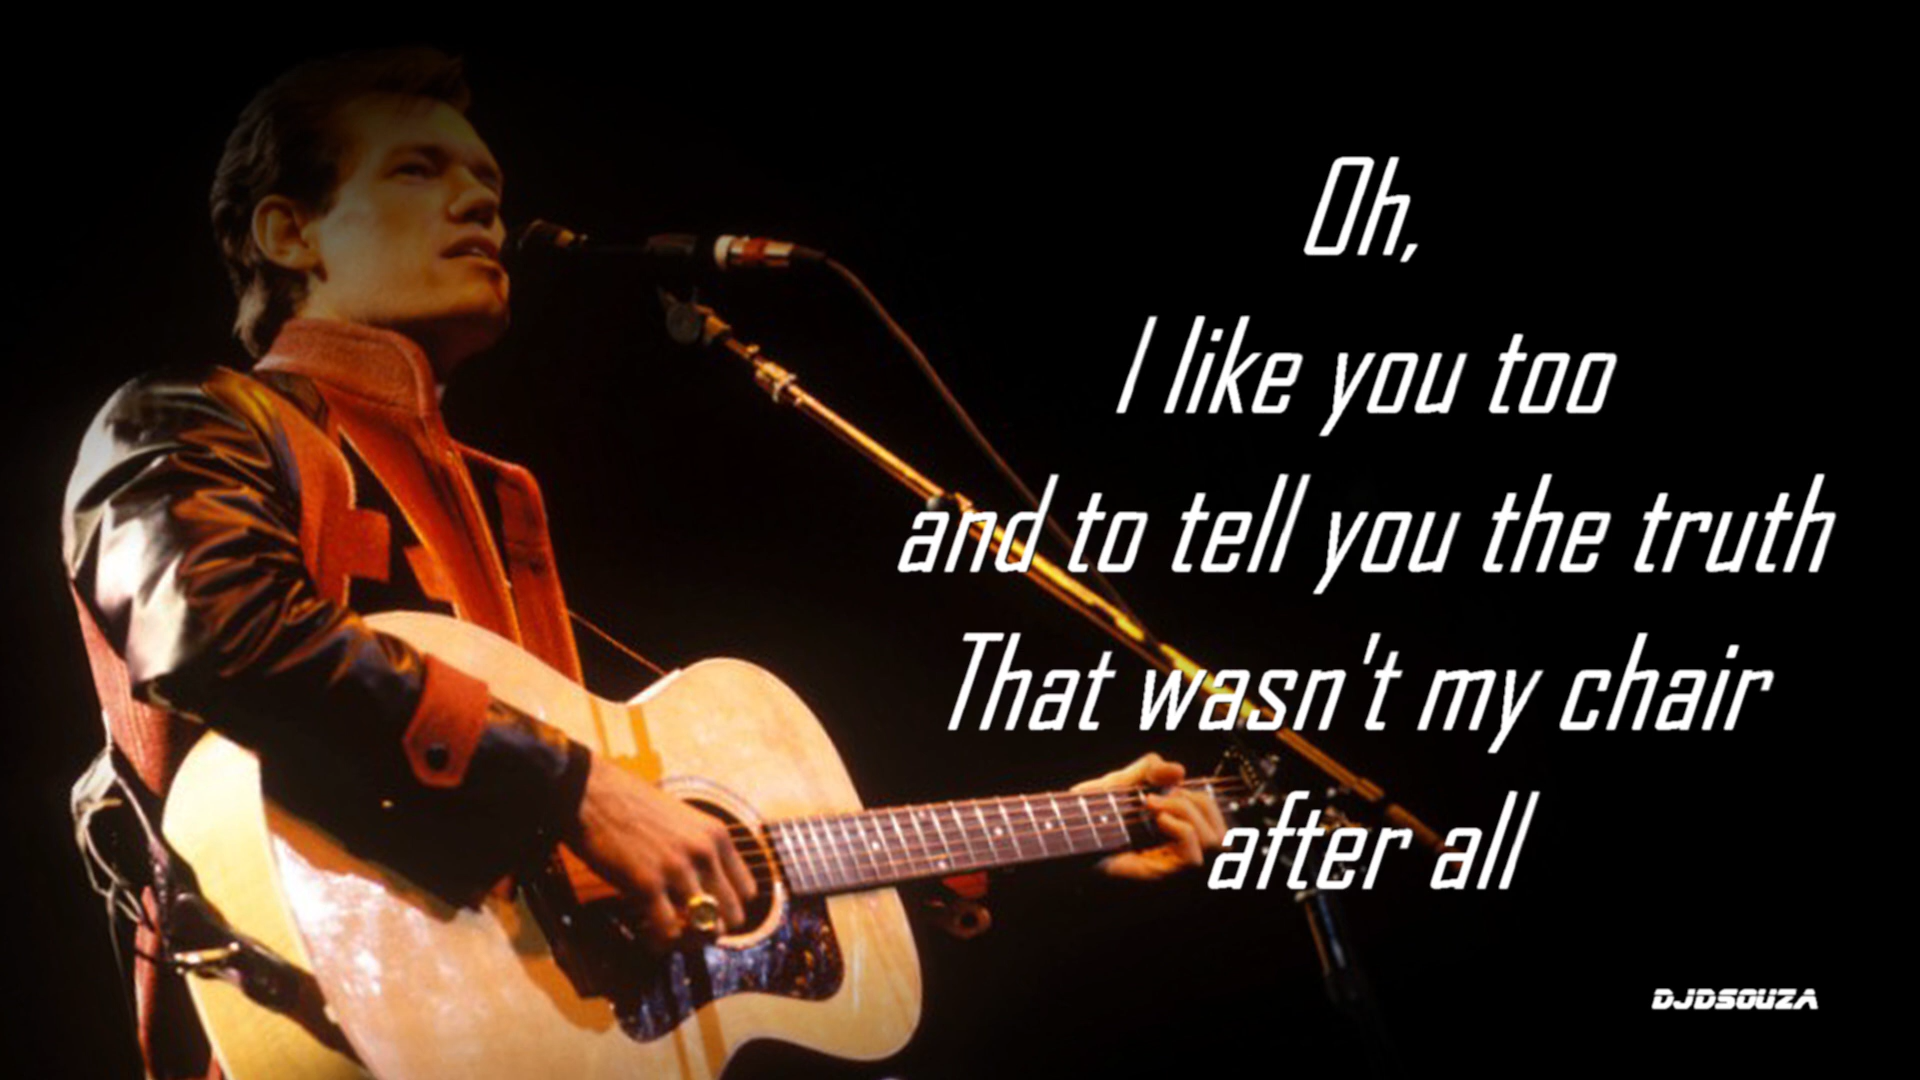 Oh,
I like you too
and to tell you the truth
That wasn't my chair
after all
DJDSOUZA